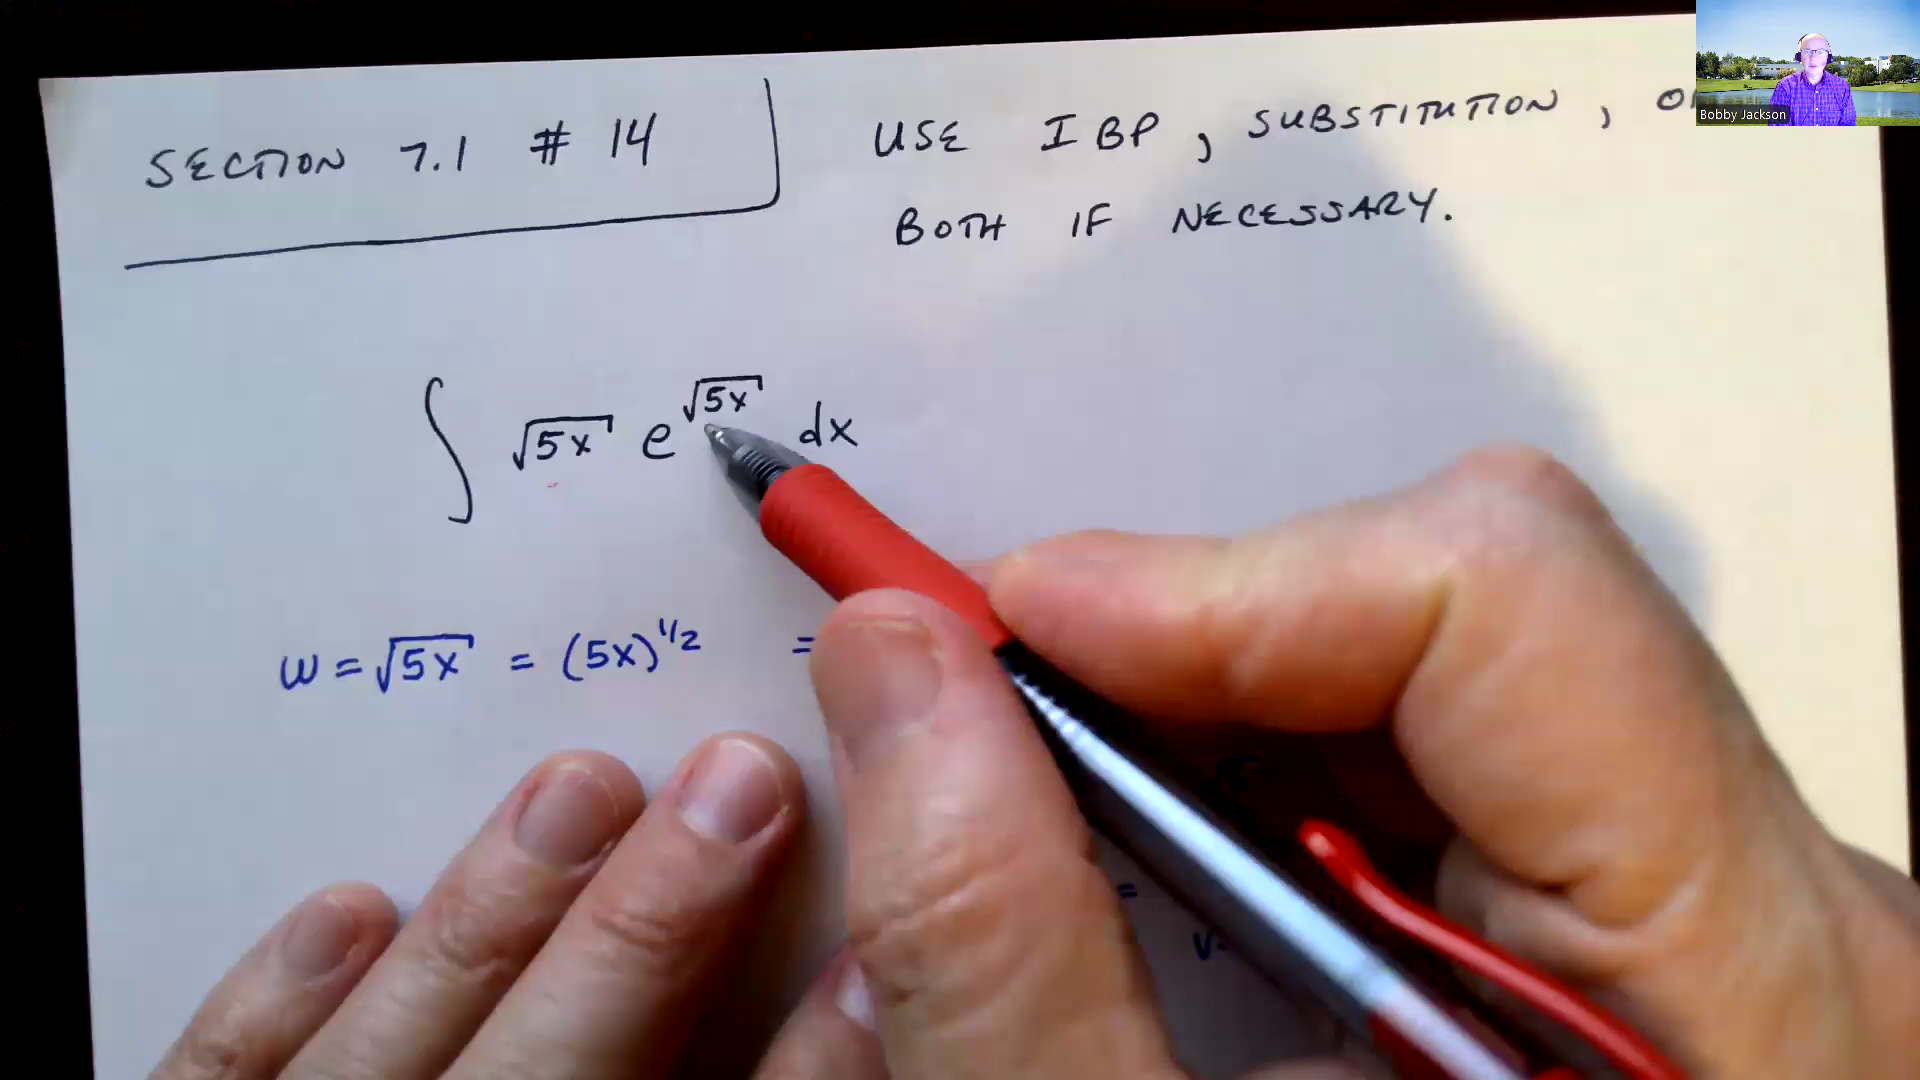 SECTION 7.1 # 14
USE IBP, SUBSTITUTION,
BOTH IF NECESSARY.
Bobby Jackson
∫ √5x e^√5x dx
w = √5x = (5x)^1/2 =
=